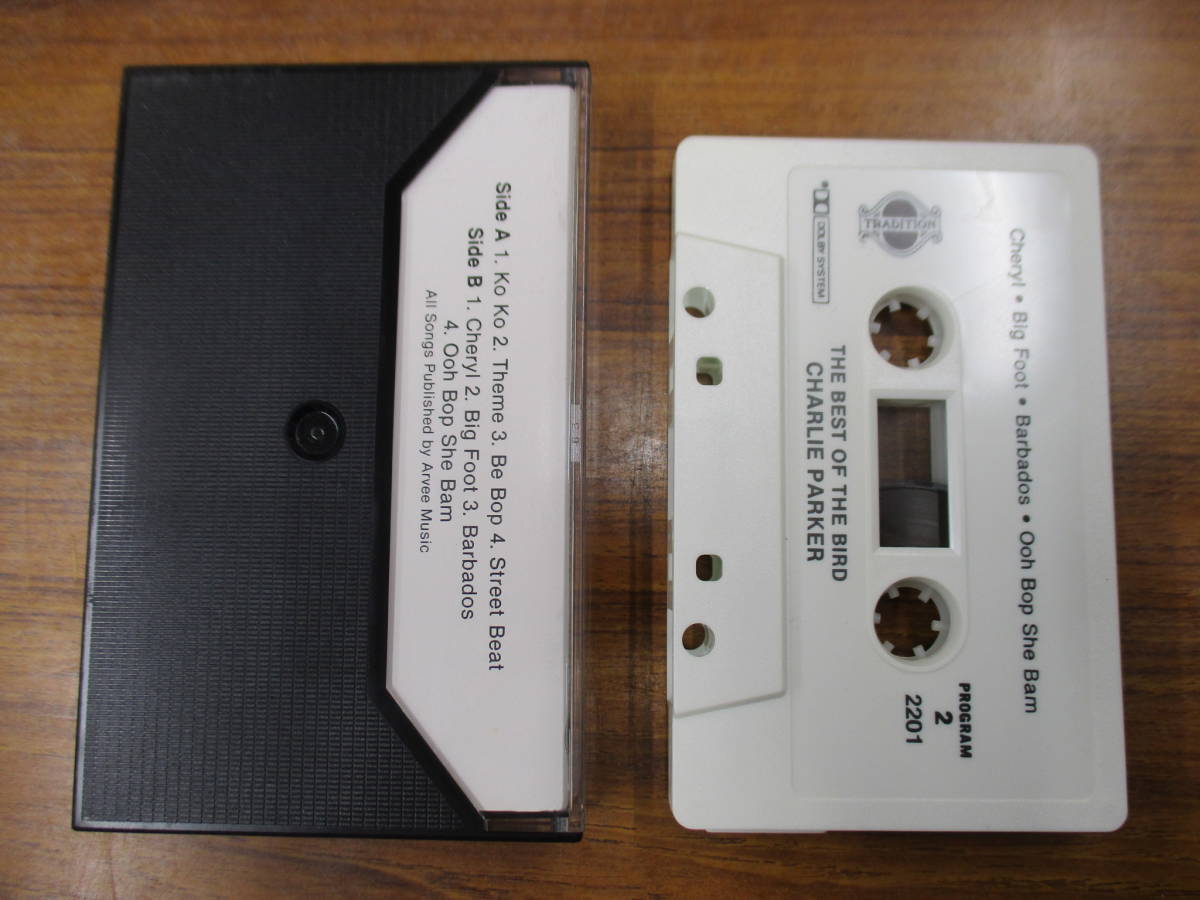 Side A 1. Ko Ko 2. Theme 3. Be Bop 4. Street Beat
Side B 1. Cheryl 2. Big Foot 3. Barbados
4. Ooh Bop She Bam
All Songs Published by Arvee Music
Cheryl • Big Foot • Barbados • Ooh Bop She Bam
TRADITION
PROGRAM
2
2201
THE BEST OF THE BIRD
CHARLIE PARKER
* DOLBY SYSTEM